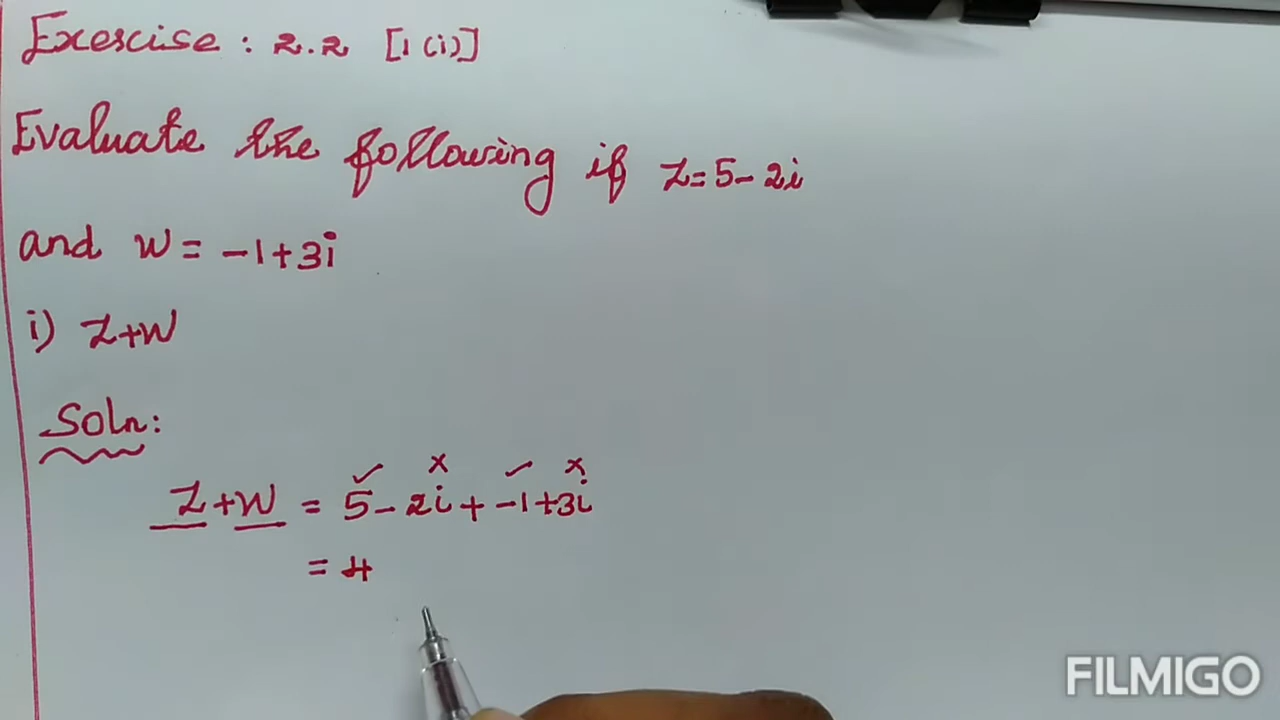 Exercise : 2.2 [1 (i)]
Evaluate the following if Z = 5 - 2i
and W = -1 + 3i
i) Z+W
Soln:
✓ x ✓ x
Z + W = 5 - 2i + -1 + 3i
= 4
FILMIGO